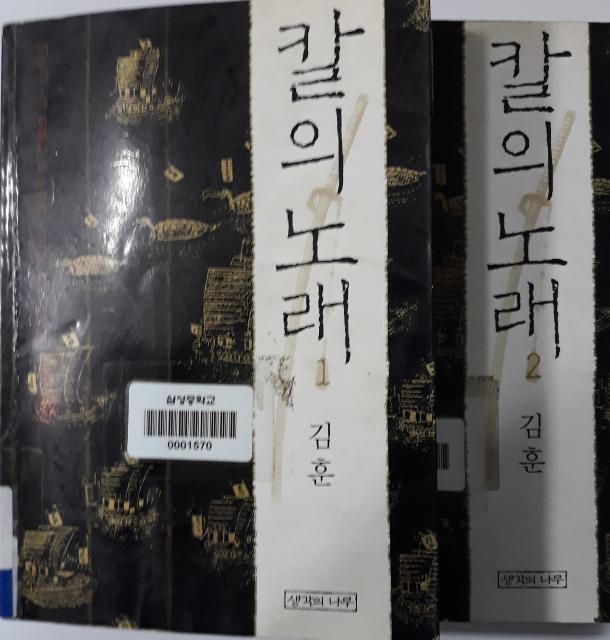 칼의노래
1
김훈
생각의 나무
삼성중학교
0001570
칼의노래
2
김훈
생각의 나무